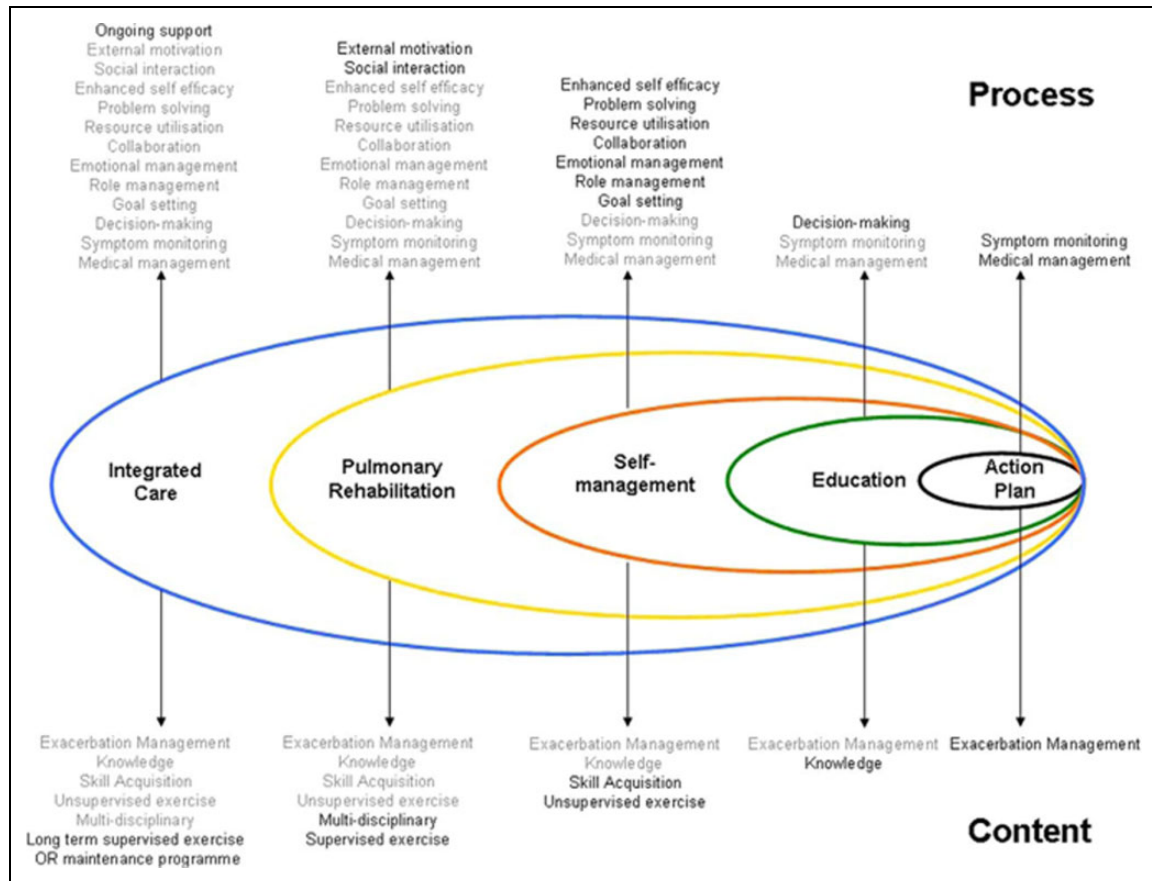 Ongoing support
External motivation
Social interaction
Enhanced self efficacy
Problem solving
Resource utilisation
Collaboration
Emotional management
Role management
Goal setting
Decision-making
Symptom monitoring
Medical management
External motivation
Social interaction
Enhanced self efficacy
Problem solving
Resource utilisation
Collaboration
Emotional management
Role management
Goal setting
Decision-making
Symptom monitoring
Medical management
Enhanced self efficacy
Problem solving
Resource utilisation
Collaboration
Emotional management
Role management
Goal setting
Decision-making
Symptom monitoring
Medical management
Decision-making
Symptom monitoring
Medical management
Process
Symptom monitoring
Medical management
Integrated
Care
Pulmonary
Rehabilitation
Self-
management
Education
Action
Plan
Exacerbation Management
Knowledge
Skill Acquisition
Unsupervised exercise
Multi-disciplinary
Long term supervised exercise
OR maintenance programme
Exacerbation Management
Knowledge
Skill Acquisition
Unsupervised exercise
Multi-disciplinary
Supervised exercise
Exacerbation Management
Knowledge
Skill Acquisition
Unsupervised exercise
Exacerbation Management
Knowledge
Exacerbation Management
Content